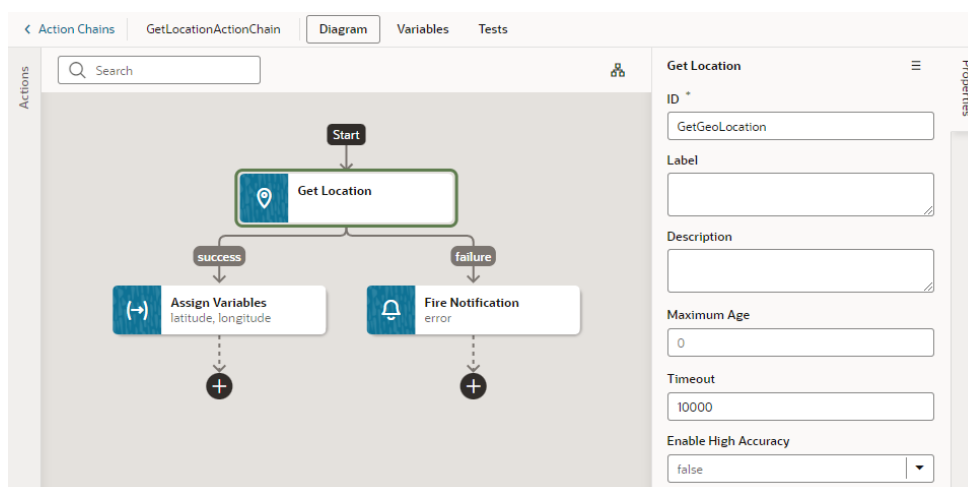 Action Chains GetLocationActionChain Diagram Variables Tests
Actions
Search
Start
Get Location
success
failure
Assign Variables
latitude, longitude
Fire Notification
error
Get Location
Properties
ID *
GetGeoLocation
Label
Description
Maximum Age
0
Timeout
10000
Enable High Accuracy
false